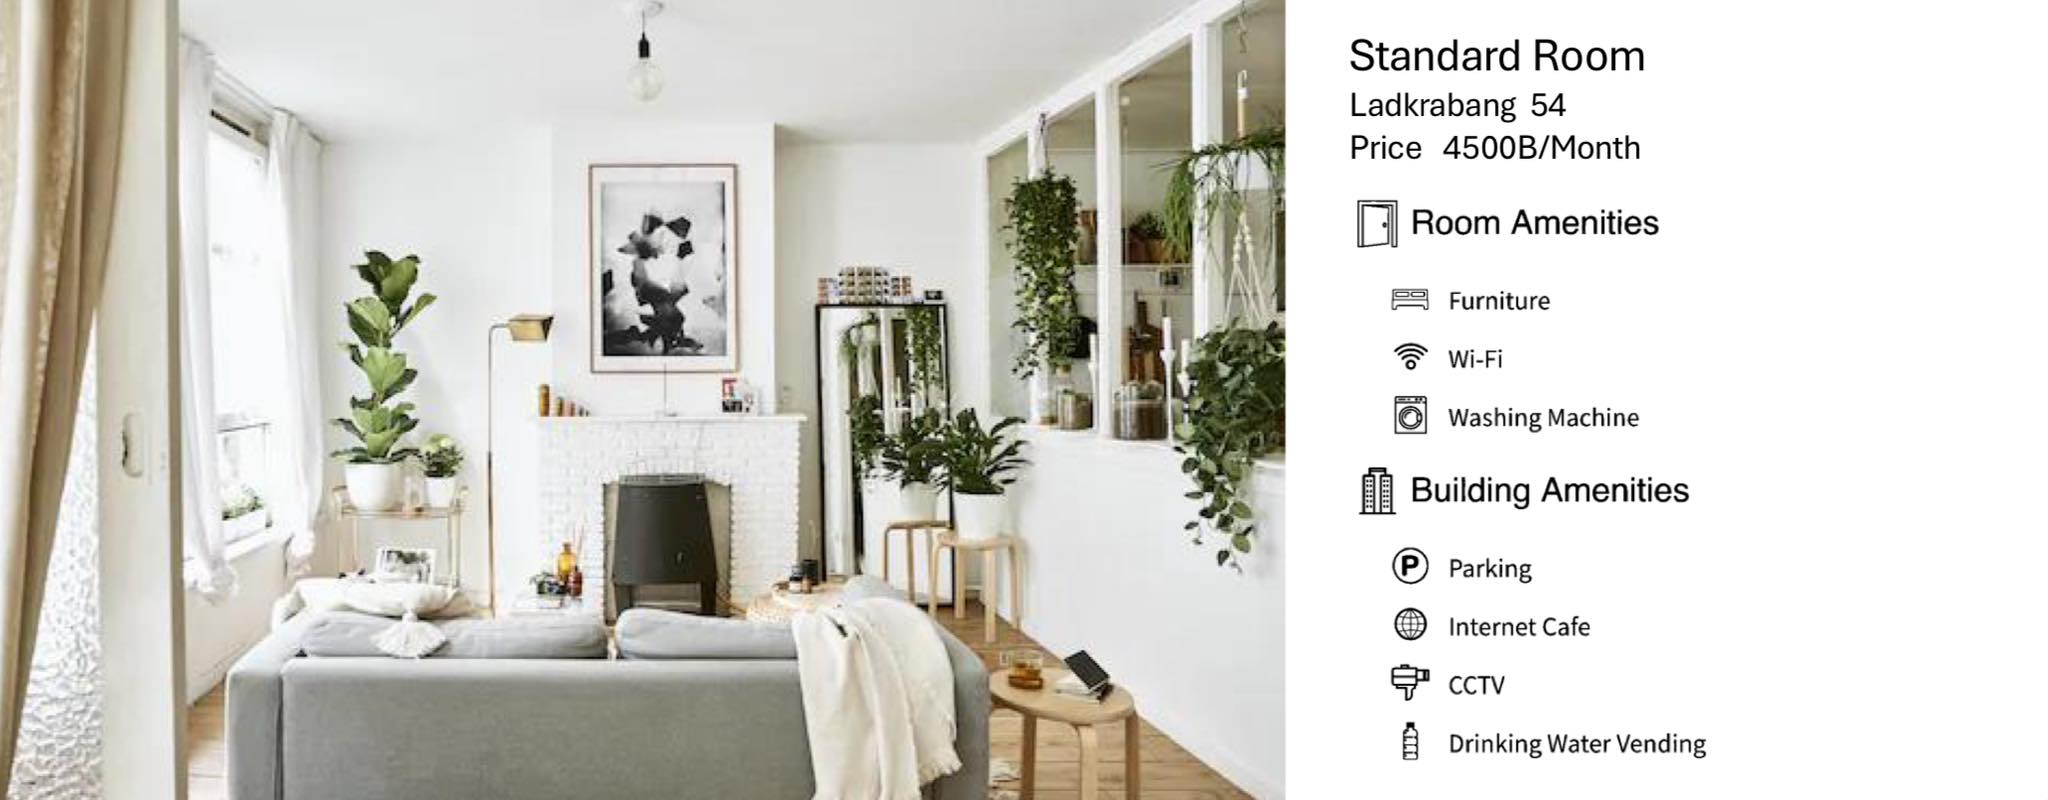 Standard Room
Ladkrabang 54
Price 4500B/Month
Room Amenities
Furniture
Wi-Fi
Washing Machine
Building Amenities
P Parking
Internet Cafe
CCTV
Drinking Water Vending